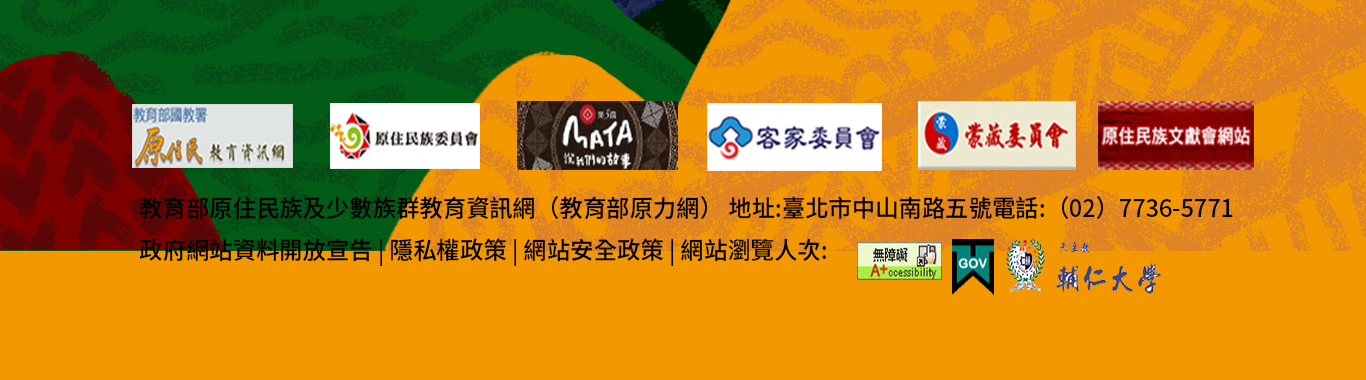 教育部國教署
原住民教育資訊網
原住民族委員會
第5屆
MATA
從我們的故事
客家委員會
蒙藏
蒙藏委員會
原住民族文獻會網站
教育部原住民族及少數族群教育資訊網（教育部原力網） 地址:臺北市中山南路五號電話:（02）7736-5771
政府網站資料開放宣告 | 隱私權政策 | 網站安全政策 | 網站瀏覽人次:
無障礙
A+ccessibility
GOV
天主教
輔仁大學